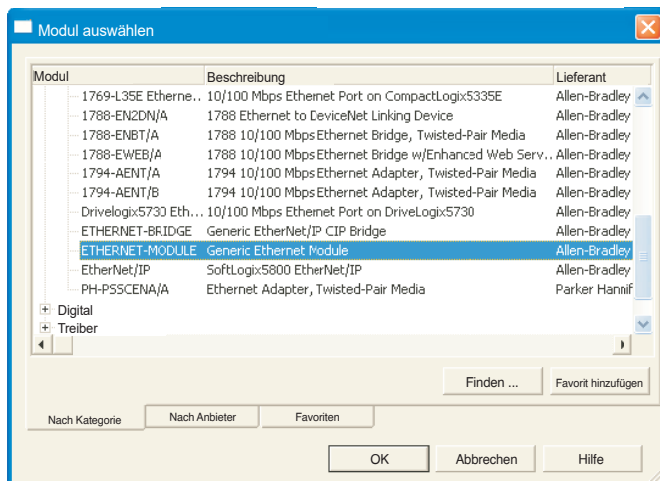 Modul auswählen
Modul Beschreibung Lieferant
1769-L35E Etherne.. 10/100 Mbps Ethernet Port on CompactLogix5335E Allen-Bradley
1788-EN2DN/A 1788 Ethernet to DeviceNet Linking Device Allen-Bradley
1788-ENBT/A 1788 10/100 Mbps Ethernet Bridge, Twisted-Pair Media Allen-Bradley
1788-EWEB/A 1788 10/100 Mbps Ethernet Bridge w/Enhanced Web Serv.. Allen-Bradley
1794-AENT/A 1794 10/100 Mbps Ethernet Adapter, Twisted-Pair Media Allen-Bradley
1794-AENT/B 1794 10/100 Mbps Ethernet Adapter, Twisted-Pair Media Allen-Bradley
Drivelogix5730 Eth... 10/100 Mbps Ethernet Port on DriveLogix5730 Allen-Bradley
ETHERNET-BRIDGE Generic EtherNet/IP CIP Bridge Allen-Bradley
ETHERNET-MODULE Generic Ethernet Module Allen-Bradley
EtherNet/IP SoftLogix5800 EtherNet/IP Allen-Bradley
PH-PSSCENA/A Ethernet Adapter, Twisted-Pair Media Parker Hannif
Digital
Treiber
Finden ... Favorit hinzufügen
Nach Kategorie Nach Anbieter Favoriten
OK Abbrechen Hilfe